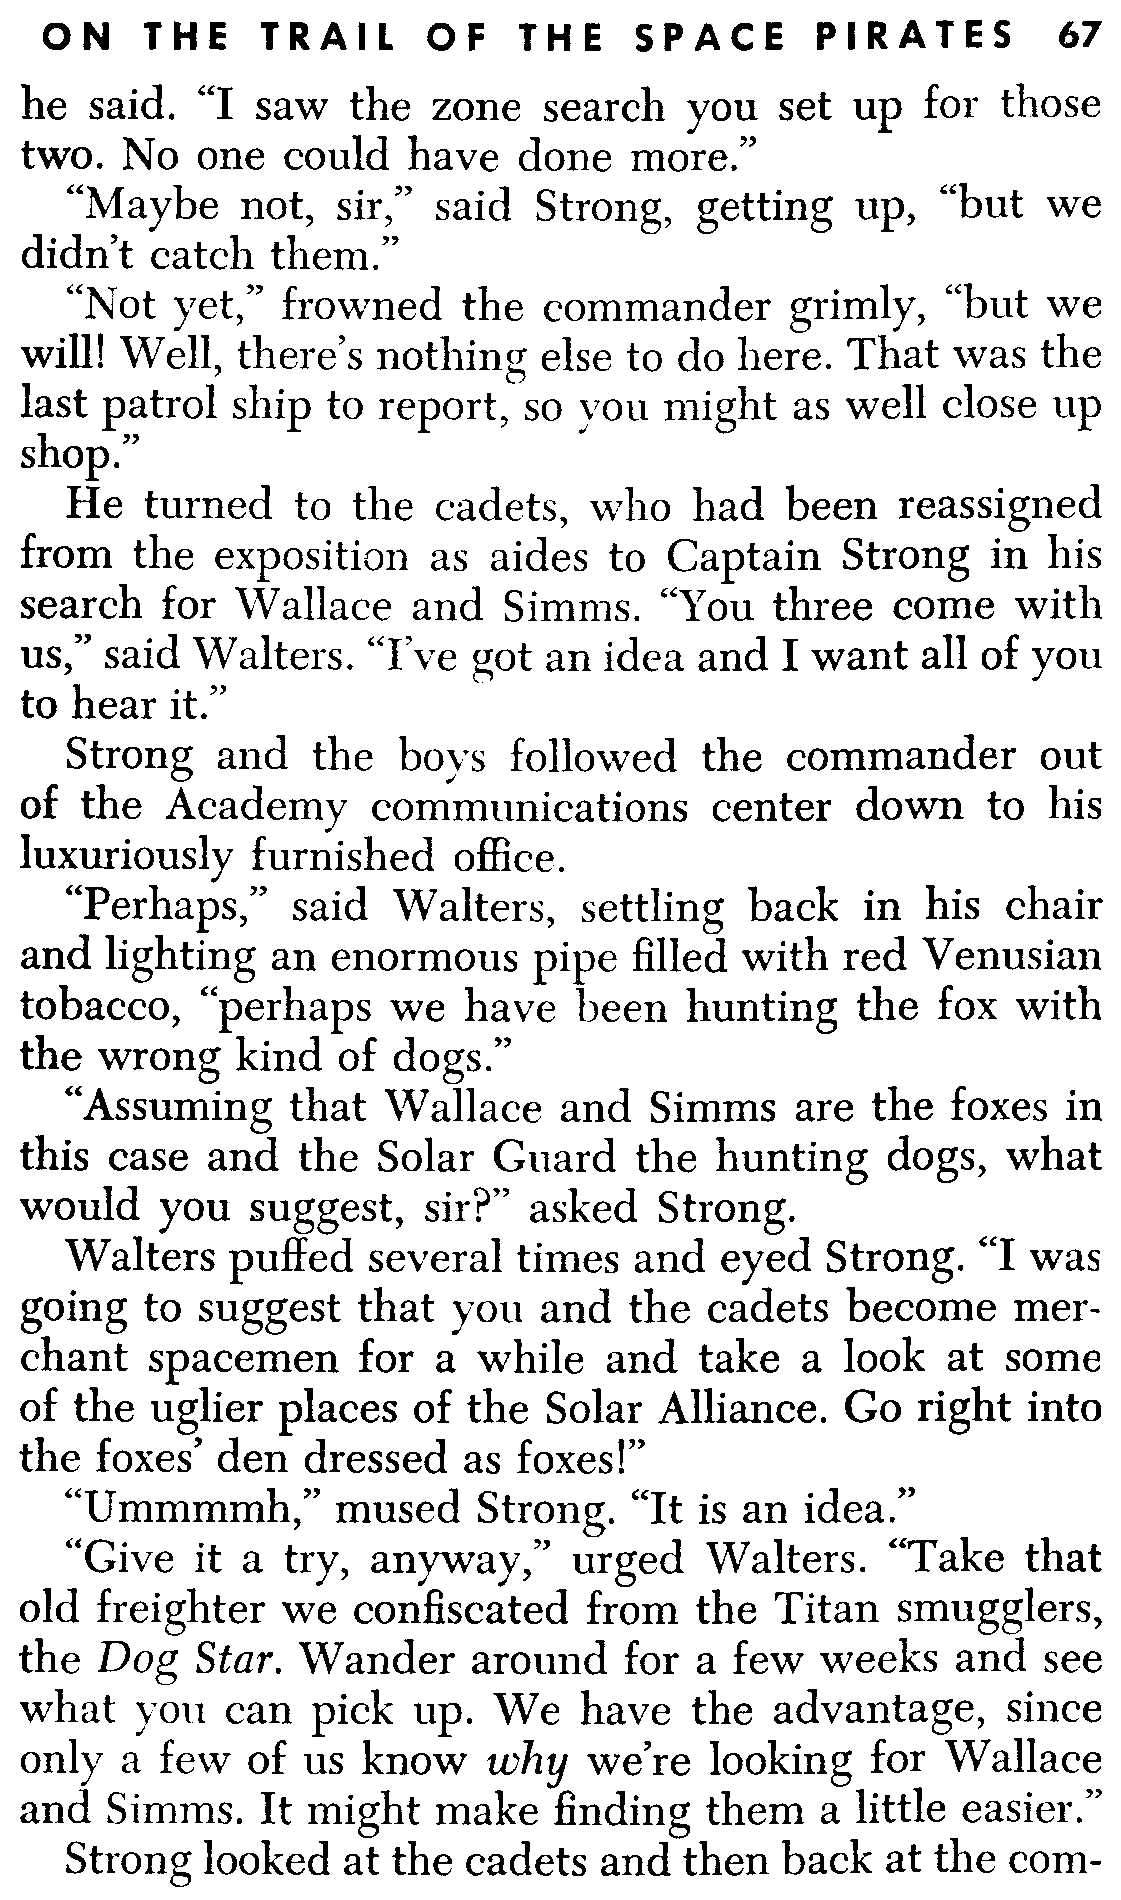 ON THE TRAIL OF THE SPACE PIRATES 67
he said. “I saw the zone search you set up for those
two. No one could have done more.”
“Maybe not, sir,” said Strong, getting up, “but we
didn’t catch them.”
“Not yet,” frowned the commander grimly, “but we
will! Well, there’s nothing else to do here. That was the
last patrol ship to report, so you might as well close up
shop.”
He turned to the cadets, who had been reassigned
from the exposition as aides to Captain Strong in his
search for Wallace and Simms. “You three come with
us,” said Walters. “I’ve got an idea and I want all of you
to hear it.”
Strong and the boys followed the commander out
of the Academy communications center down to his
luxuriously furnished office.
“Perhaps,” said Walters, settling back in his chair
and lighting an enormous pipe filled with red Venusian
tobacco, “perhaps we have been hunting the fox with
the wrong kind of dogs.”
“Assuming that Wallace and Simms are the foxes in
this case and the Solar Guard the hunting dogs, what
would you suggest, sir?” asked Strong.
Walters puffed several times and eyed Strong. “I was
going to suggest that you and the cadets become mer-
chant spacemen for a while and take a look at some
of the uglier places of the Solar Alliance. Go right into
the foxes’ den dressed as foxes!”
“Ummmmh,” mused Strong. “It is an idea.”
“Give it a try, anyway,” urged Walters. “Take that
old freighter we confiscated from the Titan smugglers,
the Dog Star. Wander around for a few weeks and see
what you can pick up. We have the advantage, since
only a few of us know why we’re looking for Wallace
and Simms. It might make finding them a little easier.”
Strong looked at the cadets and then back at the com-